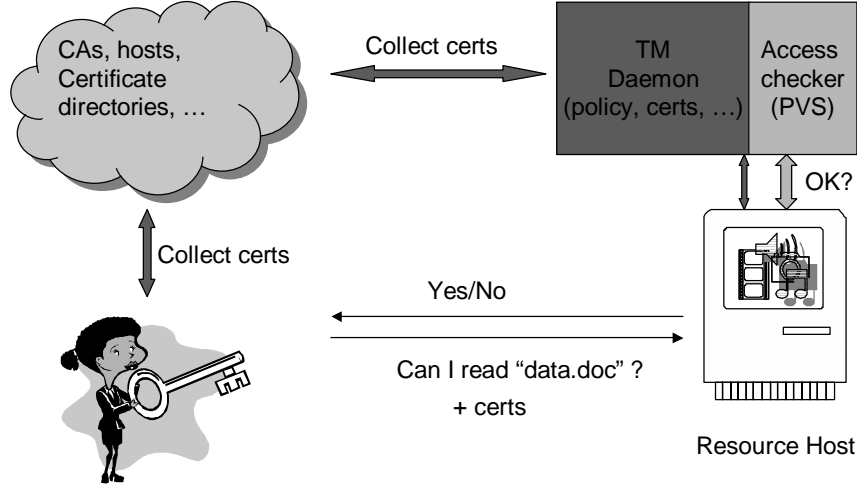 CAs, hosts,
Certificate
directories, …
Collect certs
TM
Daemon
(policy, certs, …)
Access
checker
(PVS)
OK?
Collect certs
Yes/No
Can I read “data.doc” ?
+ certs
Resource Host